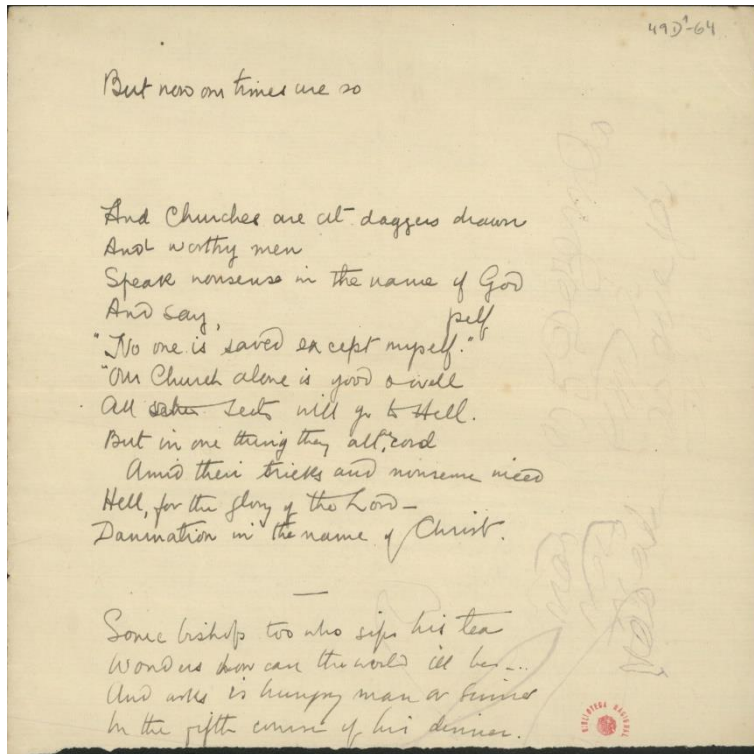 49D¹-64
But now our times are so
And Churches are at daggers drawn
And worthy men
Speak nonsense in the name of God
And say, pelf
"No one is saved except myself."
"Our Church alone is good & well
All sects will go to Hell.
But in one thing they all
Amid their tricks and nonsense
Hell, for the glory of the Lord —
Damnation in the name of Christ.
Some bishop too who sips his tea
Wonders how can the world ill be...
And asks is hungry man or sinner
In the fifth course of his dinner.
BIBLIOTECA NACIONAL